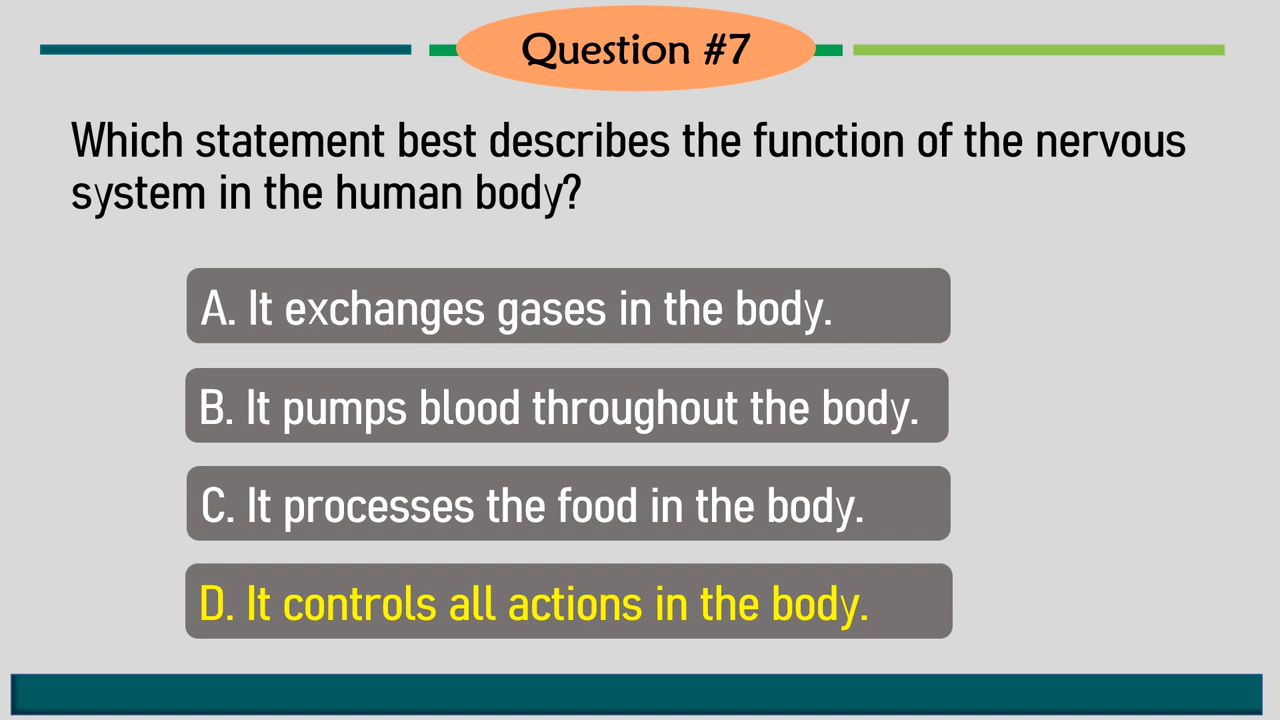 Question #7
Which statement best describes the function of the nervous
system in the human body?
A. It exchanges gases in the body.
B. It pumps blood throughout the body.
C. It processes the food in the body.
D. It controls all actions in the body.